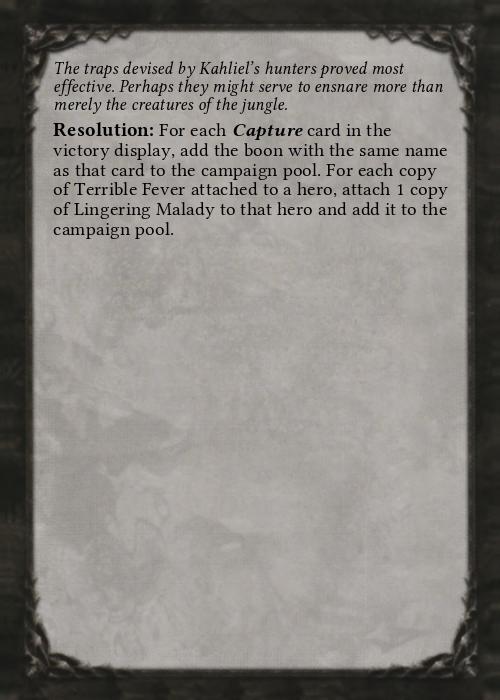 The traps devised by Kahliel's hunters proved most
effective. Perhaps they might serve to ensnare more than
merely the creatures of the jungle.
Resolution: For each Capture card in the
victory display, add the boon with the same name
as that card to the campaign pool. For each copy
of Terrible Fever attached to a hero, attach 1 copy
of Lingering Malady to that hero and add it to the
campaign pool.